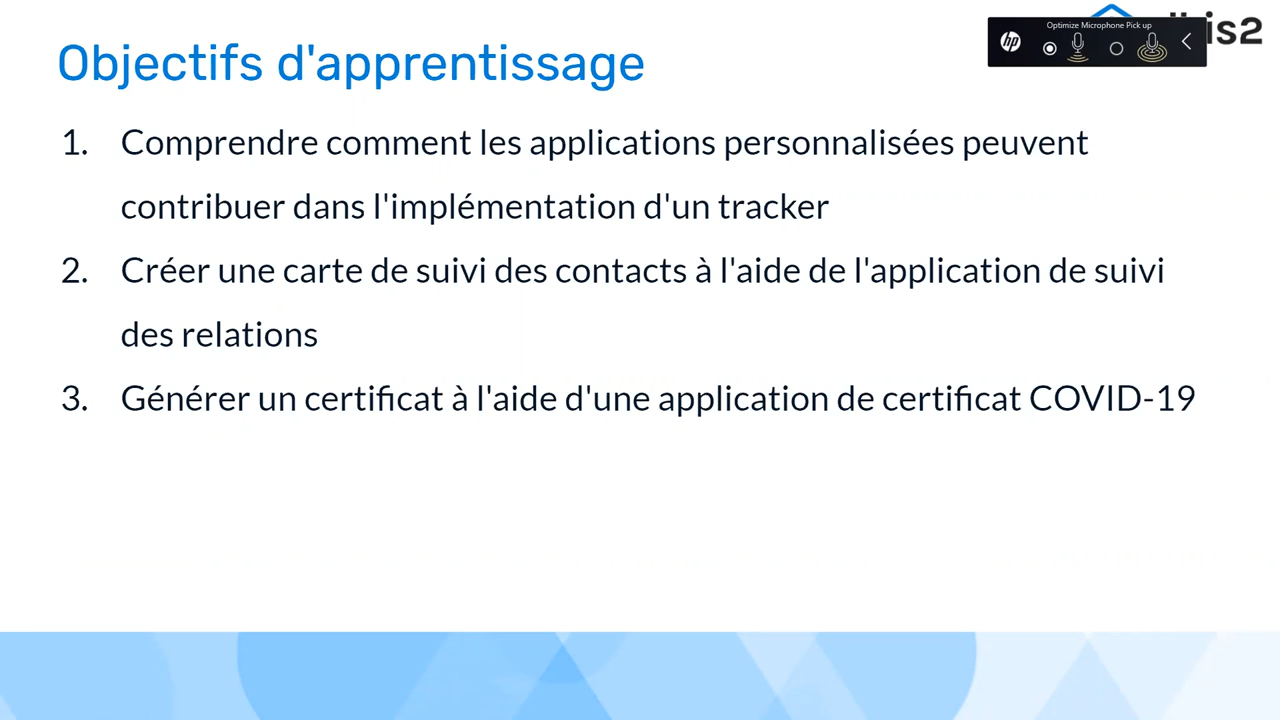 Objectifs d'apprentissage
Optimize Microphone Pick up
hp
1. Comprendre comment les applications personnalisées peuvent
contribuer dans l'implémentation d'un tracker
2. Créer une carte de suivi des contacts à l'aide de l'application de suivi
des relations
3. Générer un certificat à l'aide d'une application de certificat COVID-19